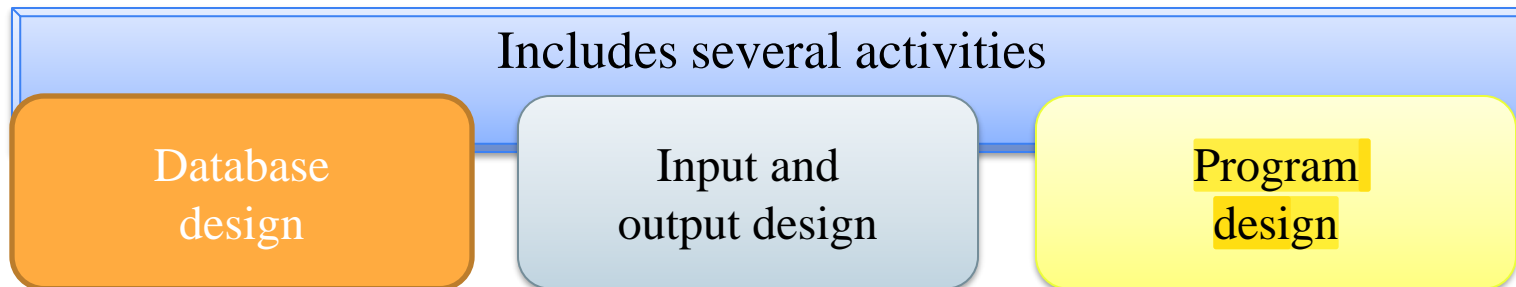 Includes several activities
Database
design
Input and
output design
Program
design